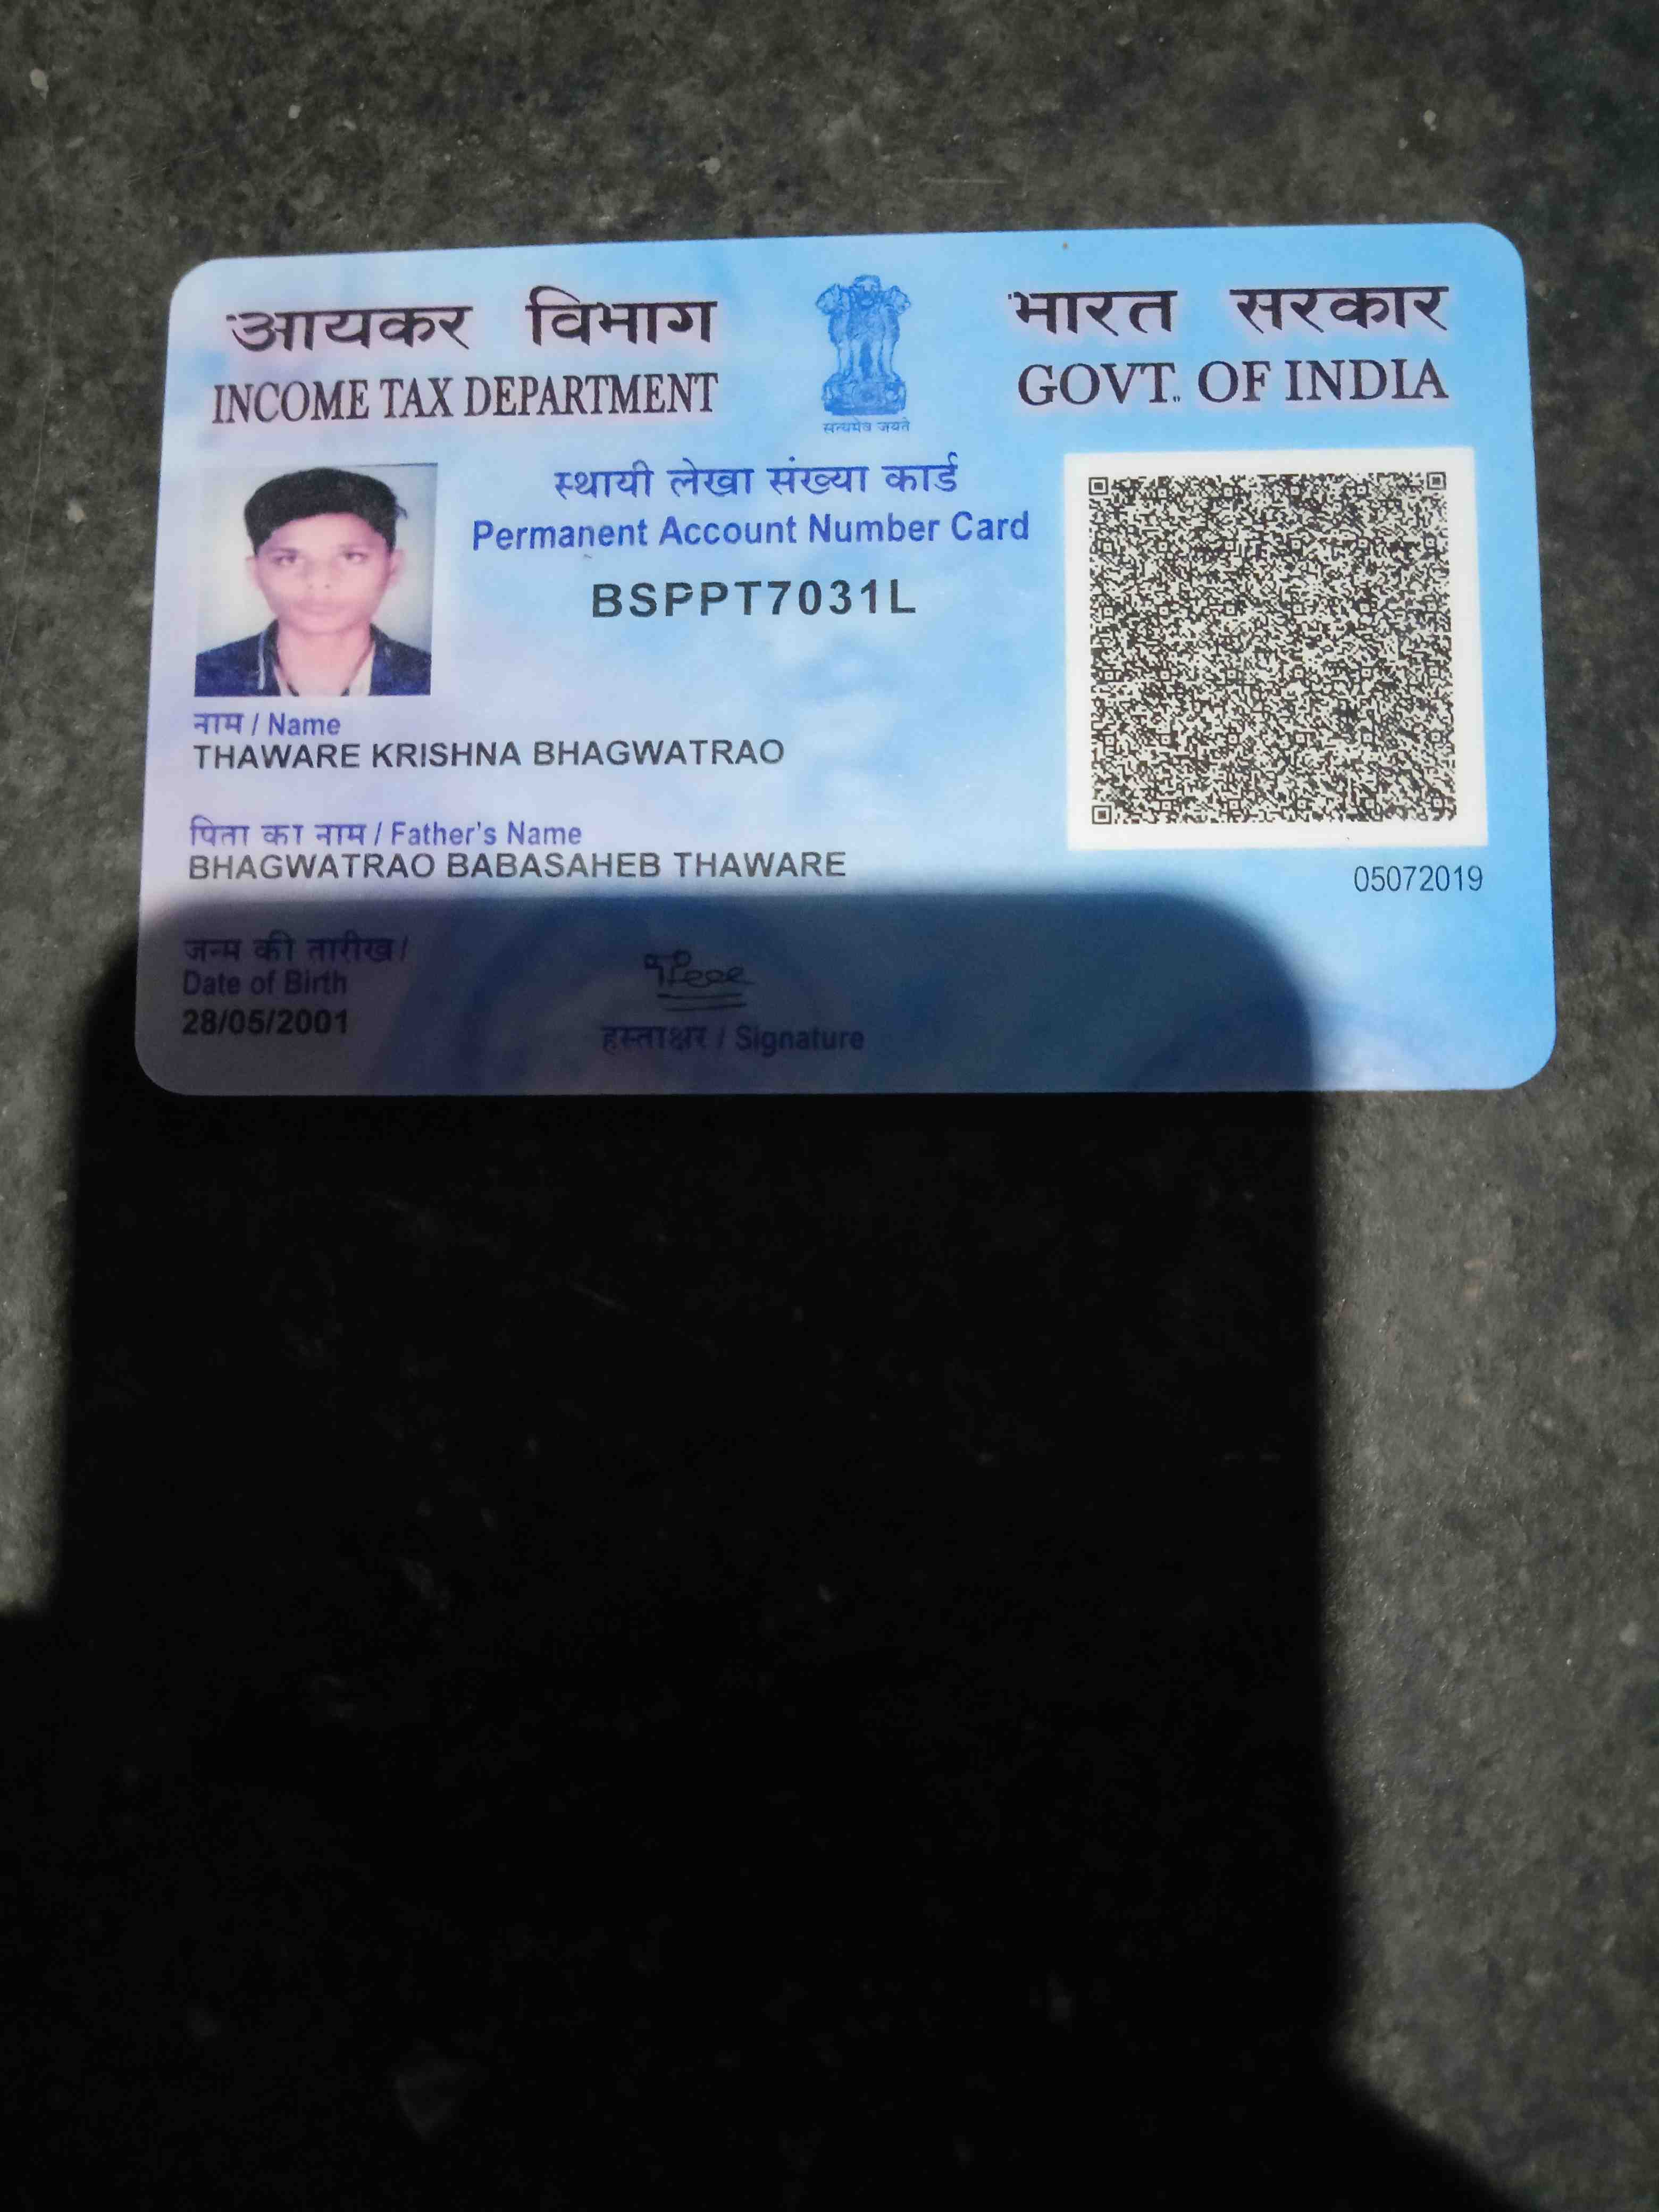 आयकर विभाग
INCOME TAX DEPARTMENT
सत्यमेव जयते
भारत सरकार
GOVT. OF INDIA
स्थायी लेखा संख्या कार्ड
Permanent Account Number Card
BSPPT7031L
नाम / Name
THAWARE KRISHNA BHAGWATRAO
पिता का नाम / Father's Name
BHAGWATRAO BABASAHEB THAWARE
05072019
जन्म की तारीख /
Date of Birth
28/05/2001
हस्ताक्षर / Signature